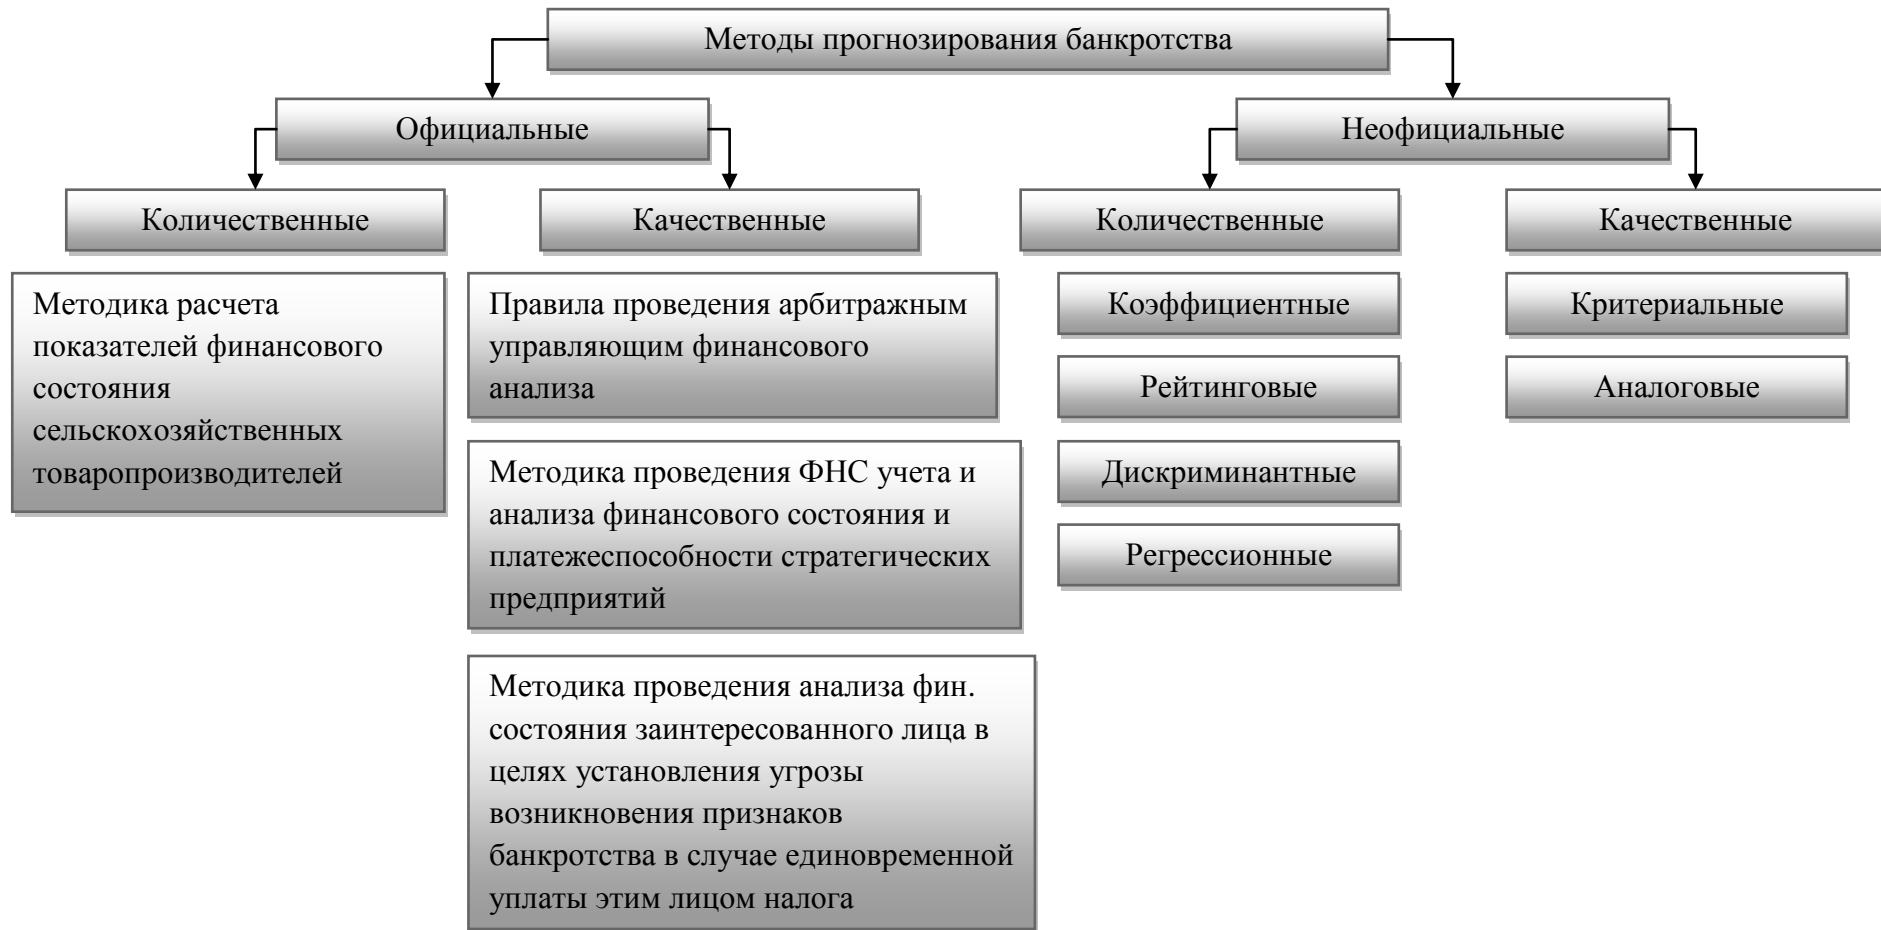 Методы прогнозирования банкротства
Официальные
Неофициальные
Количественные
Качественные
Количественные
Качественные
Методика расчета
показателей финансового
состояния
сельскохозяйственных
товаропроизводителей
Правила проведения арбитражным
управляющим финансового
анализа
Методика проведения ФНС учета и
анализа финансового состояния и
платежеспособности стратегических
предприятий
Методика проведения анализа фин.
состояния заинтересованного лица в
целях установления угрозы
возникновения признаков
банкротства в случае единовременной
уплаты этим лицом налога
Коэффициентные
Рейтинговые
Дискриминантные
Регрессионные
Критериальные
Аналоговые